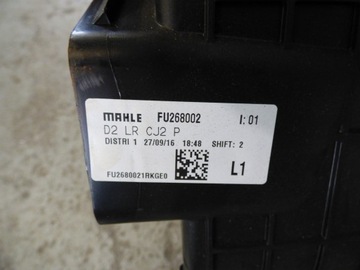 MAHLE FU268002 I:01
D2 LR CJ2 P
DISTRI 1 27/09/16 18:48 SHIFT: 2
FU2680021RKGE0 L1